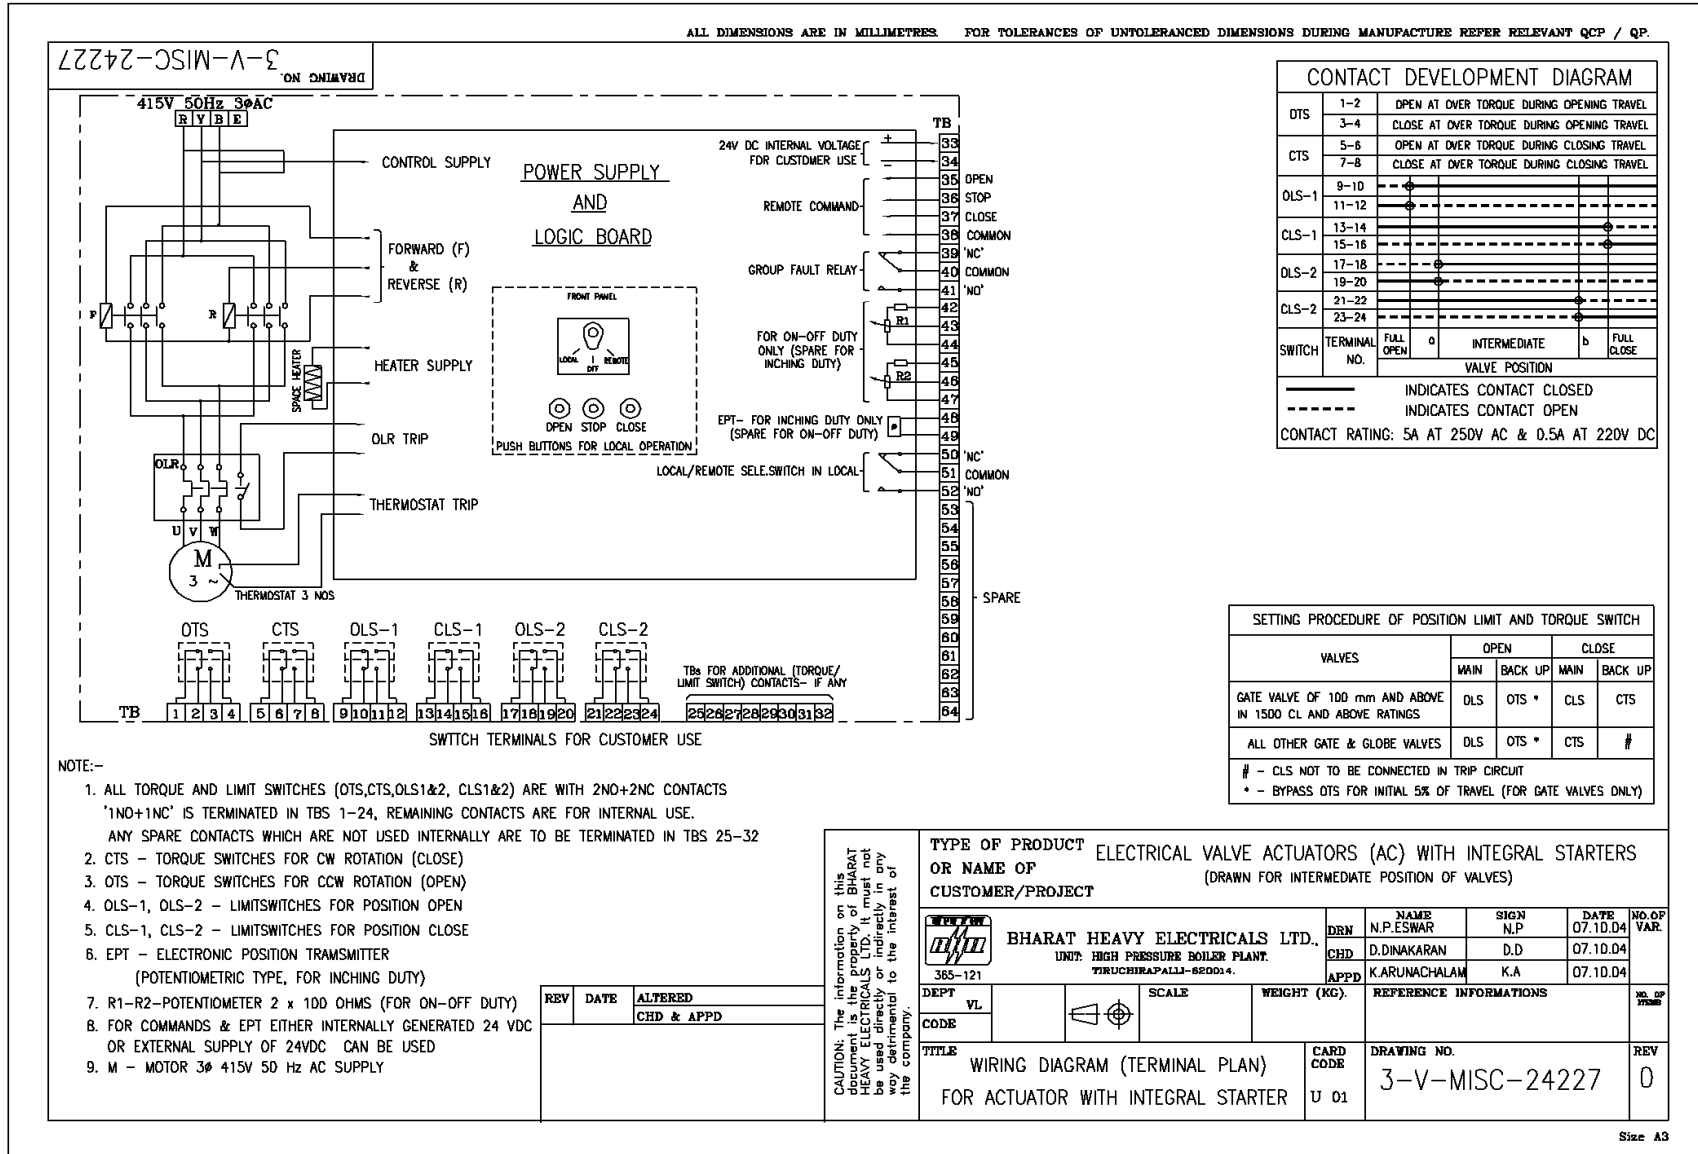 ALL DIMENSIONS ARE IN MILLIMETRES. FOR TOLERANCES OF UNTOLERANCED DIMENSIONS DURING MANUFACTURE REFER RELEVANT QCP / QP.
DRAWING NO. 3-V-MISC-24227
415V 50Hz 3øAC
R Y B E
CONTROL SUPPLY
FORWARD (F)
&
REVERSE (R)
F
R
SPACE HEATER
HEATER SUPPLY
OLR TRIP
OLR
THERMOSTAT TRIP
U V W
M
3 ~
THERMOSTAT 3 NOS
POWER SUPPLY
AND
LOGIC BOARD
FRONT PANEL
LOCAL
OFF
REMOTE
OPEN STOP CLOSE
PUSH BUTTONS FOR LOCAL OPERATION
TB
24V DC INTERNAL VOLTAGE
FOR CUSTOMER USE
+
-
REMOTE COMMAND
GROUP FAULT RELAY
FOR ON-OFF DUTY
ONLY (SPARE FOR
INCHING DUTY)
R1
R2
EPT- FOR INCHING DUTY ONLY
(SPARE FOR ON-OFF DUTY)
LOCAL/REMOTE SELE.SWITCH IN LOCAL
33
34
35 OPEN
36 STOP
37 CLOSE
38 COMMON
39 'NC'
40 COMMON
41 'NO'
42
43
44
45
46
47
48
49
50 'NC'
51 COMMON
52 'NO'
53
54
55
56
57
58
59
60
61
62
63
64
SPARE
OTS CTS OLS-1 CLS-1 OLS-2 CLS-2
TBs FOR ADDITIONAL (TORQUE/
LIMIT SWITCH) CONTACTS- IF ANY
TB 1 2 3 4 5 6 7 8 9 10 11 12 13 14 15 16 17 18 19 20 21 22 23 24 25 26 27 28 29 30 31 32
SWITCH TERMINALS FOR CUSTOMER USE
CONTACT DEVELOPMENT DIAGRAM
OTS
1-2 OPEN AT OVER TORQUE DURING OPENING TRAVEL
3-4 CLOSE AT OVER TORQUE DURING OPENING TRAVEL
CTS
5-6 OPEN AT OVER TORQUE DURING CLOSING TRAVEL
7-8 CLOSE AT OVER TORQUE DURING CLOSING TRAVEL
OLS-1
9-10
11-12
CLS-1
13-14
15-16
OLS-2
17-18
19-20
CLS-2
21-22
23-24
SWITCH
TERMINAL NO.
FULL OPEN
a
INTERMEDIATE
b
FULL CLOSE
VALVE POSITION
INDICATES CONTACT CLOSED
INDICATES CONTACT OPEN
CONTACT RATING: 5A AT 250V AC & 0.5A AT 220V DC
SETTING PROCEDURE OF POSITION LIMIT AND TORQUE SWITCH
VALVES OPEN CLOSE
MAIN BACK UP MAIN BACK UP
GATE VALVE OF 100 mm AND ABOVE
IN 1500 CL AND ABOVE RATINGS
OLS OTS * CLS CTS
ALL OTHER GATE & GLOBE VALVES OLS OTS * CTS #
# - CLS NOT TO BE CONNECTED IN TRIP CIRCUIT
* - BYPASS OTS FOR INITIAL 5% OF TRAVEL (FOR GATE VALVES ONLY)
NOTE:-
1. ALL TORQUE AND LIMIT SWITCHES (OTS,CTS,OLS1&2, CLS1&2) ARE WITH 2NO+2NC CONTACTS
'1NO+1NC' IS TERMINATED IN TBS 1-24, REMAINING CONTACTS ARE FOR INTERNAL USE.
ANY SPARE CONTACTS WHICH ARE NOT USED INTERNALLY ARE TO BE TERMINATED IN TBS 25-32
2. CTS - TORQUE SWITCHES FOR CW ROTATION (CLOSE)
3. OTS - TORQUE SWITCHES FOR CCW ROTATION (OPEN)
4. OLS-1, OLS-2 - LIMITSWITCHES FOR POSITION OPEN
5. CLS-1, CLS-2 - LIMITSWITCHES FOR POSITION CLOSE
6. EPT - ELECTRONIC POSITION TRANSMITTER
(POTENTIOMETRIC TYPE, FOR INCHING DUTY)
7. R1-R2-POTENTIOMETER 2 x 100 OHMS (FOR ON-OFF DUTY)
8. FOR COMMANDS & EPT EITHER INTERNALLY GENERATED 24 VDC
OR EXTERNAL SUPPLY OF 24VDC CAN BE USED
9. M - MOTOR 3ø 415V 50 Hz AC SUPPLY
REV DATE ALTERED
CHD & APPD
CAUTION: The information on this
document is the property of BHARAT
HEAVY ELECTRICALS LTD. It must not
be used directly or indirectly in any
way detrimental to the interest of
the company.
TYPE OF PRODUCT
OR NAME OF
CUSTOMER/PROJECT
ELECTRICAL VALVE ACTUATORS (AC) WITH INTEGRAL STARTERS
(DRAWN FOR INTERMEDIATE POSITION OF VALVES)
365-121
BHARAT HEAVY ELECTRICALS LTD.,
UNIT: HIGH PRESSURE BOILER PLANT.
TIRUCHIRAPALLI-620014.
NAME SIGN DATE NO.OF VAR.
DRN N.P.ESWAR N.P 07.10.04
CHD D.DINAKARAN D.D 07.10.04
APPD K.ARUNACHALAM K.A 07.10.04
DEPT VL
CODE
SCALE
WEIGHT (KG).
REFERENCE INFORMATIONS
NO. OF ITEMS
TITLE
WIRING DIAGRAM (TERMINAL PLAN)
FOR ACTUATOR WITH INTEGRAL STARTER
CARD CODE
U 01
DRAWING NO.
3-V-MISC-24227
REV
0
Size A3